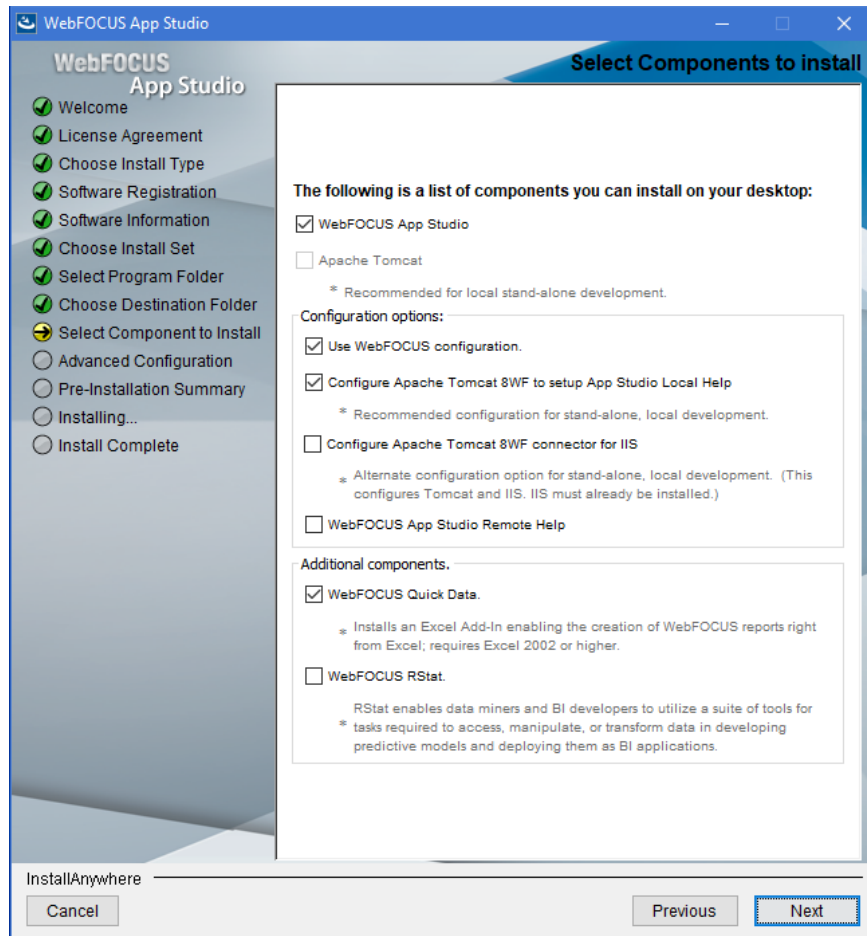 WebFOCUS App Studio
WebFOCUS
App Studio
Select Components to install
Welcome
License Agreement
Choose Install Type
Software Registration
Software Information
Choose Install Set
Select Program Folder
Choose Destination Folder
Select Component to Install
Advanced Configuration
Pre-Installation Summary
Installing...
Install Complete
The following is a list of components you can install on your desktop:
WebFOCUS App Studio
Apache Tomcat
* Recommended for local stand-alone development.
Configuration options:
Use WebFOCUS configuration.
Configure Apache Tomcat 8WF to setup App Studio Local Help
* Recommended configuration for stand-alone, local development.
Configure Apache Tomcat 8WF connector for IIS
* Alternate configuration option for stand-alone, local development. (This
configures Tomcat and IIS. IIS must already be installed.)
WebFOCUS App Studio Remote Help
Additional components.
WebFOCUS Quick Data.
* Installs an Excel Add-In enabling the creation of WebFOCUS reports right
from Excel; requires Excel 2002 or higher.
WebFOCUS RStat.
RStat enables data miners and BI developers to utilize a suite of tools for
* tasks required to access, manipulate, or transform data in developing
predictive models and deploying them as BI applications.
InstallAnywhere
Cancel
Previous
Next